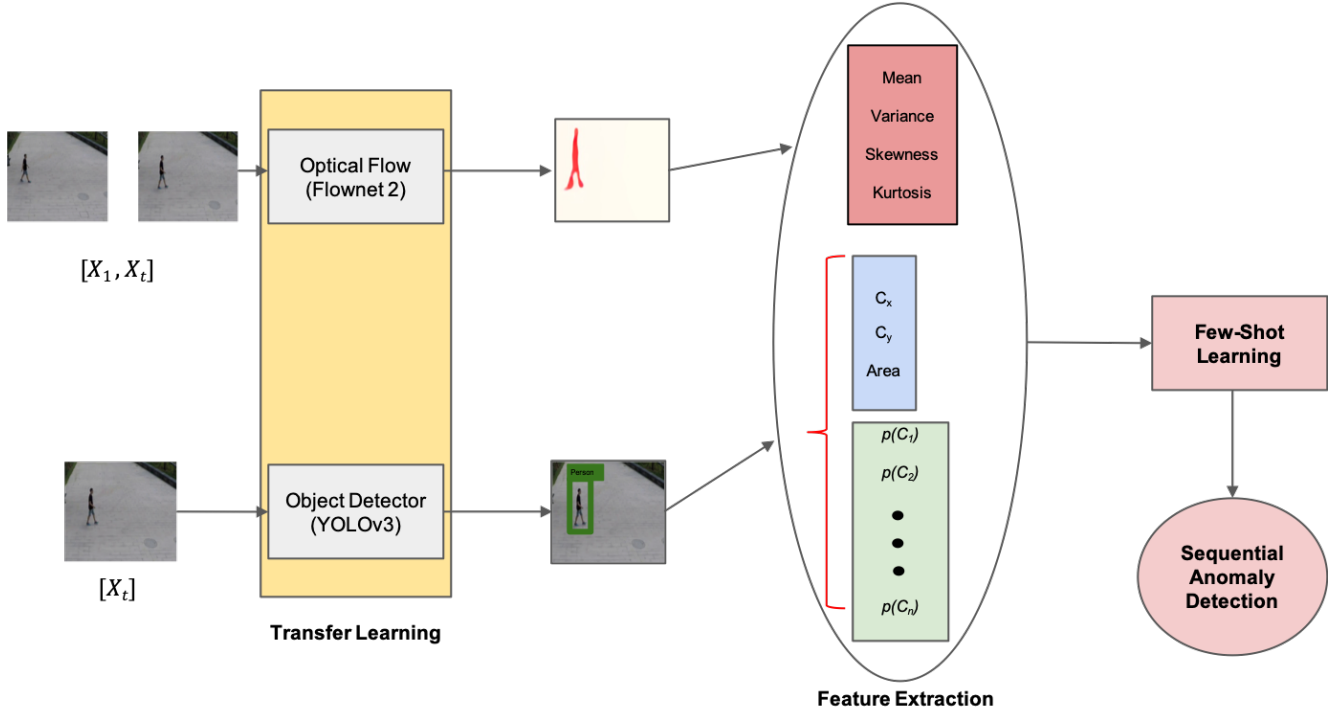 Optical Flow
(Flownet 2)
[X₁, Xₜ]
Object Detector
(YOLOv3)
[Xₜ]
Transfer Learning
Person
Mean
Variance
Skewness
Kurtosis
Cₓ
Cᵧ
Area
p(C₁)
p(C₂)
p(Cₙ)
Feature Extraction
Few-Shot
Learning
Sequential
Anomaly
Detection